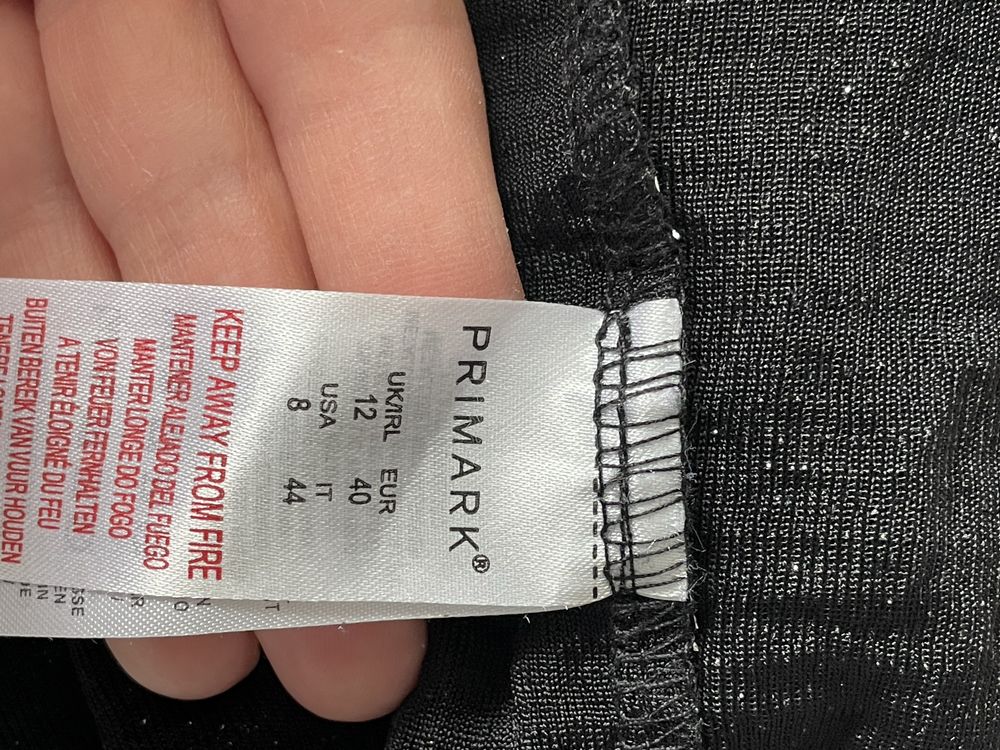 PRIMARK®
UK/IRL EUR
12 40
USA IT
8 44
KEEP AWAY FROM FIRE
MANTENER ALEJADO DEL FUEGO
MANTER LONGE DO FOGO
VON FEUER FERNHALTEN
A TENIR ÉLOIGNÉ DU FEU
BUITEN BEREIK VAN VUUR HOUDEN